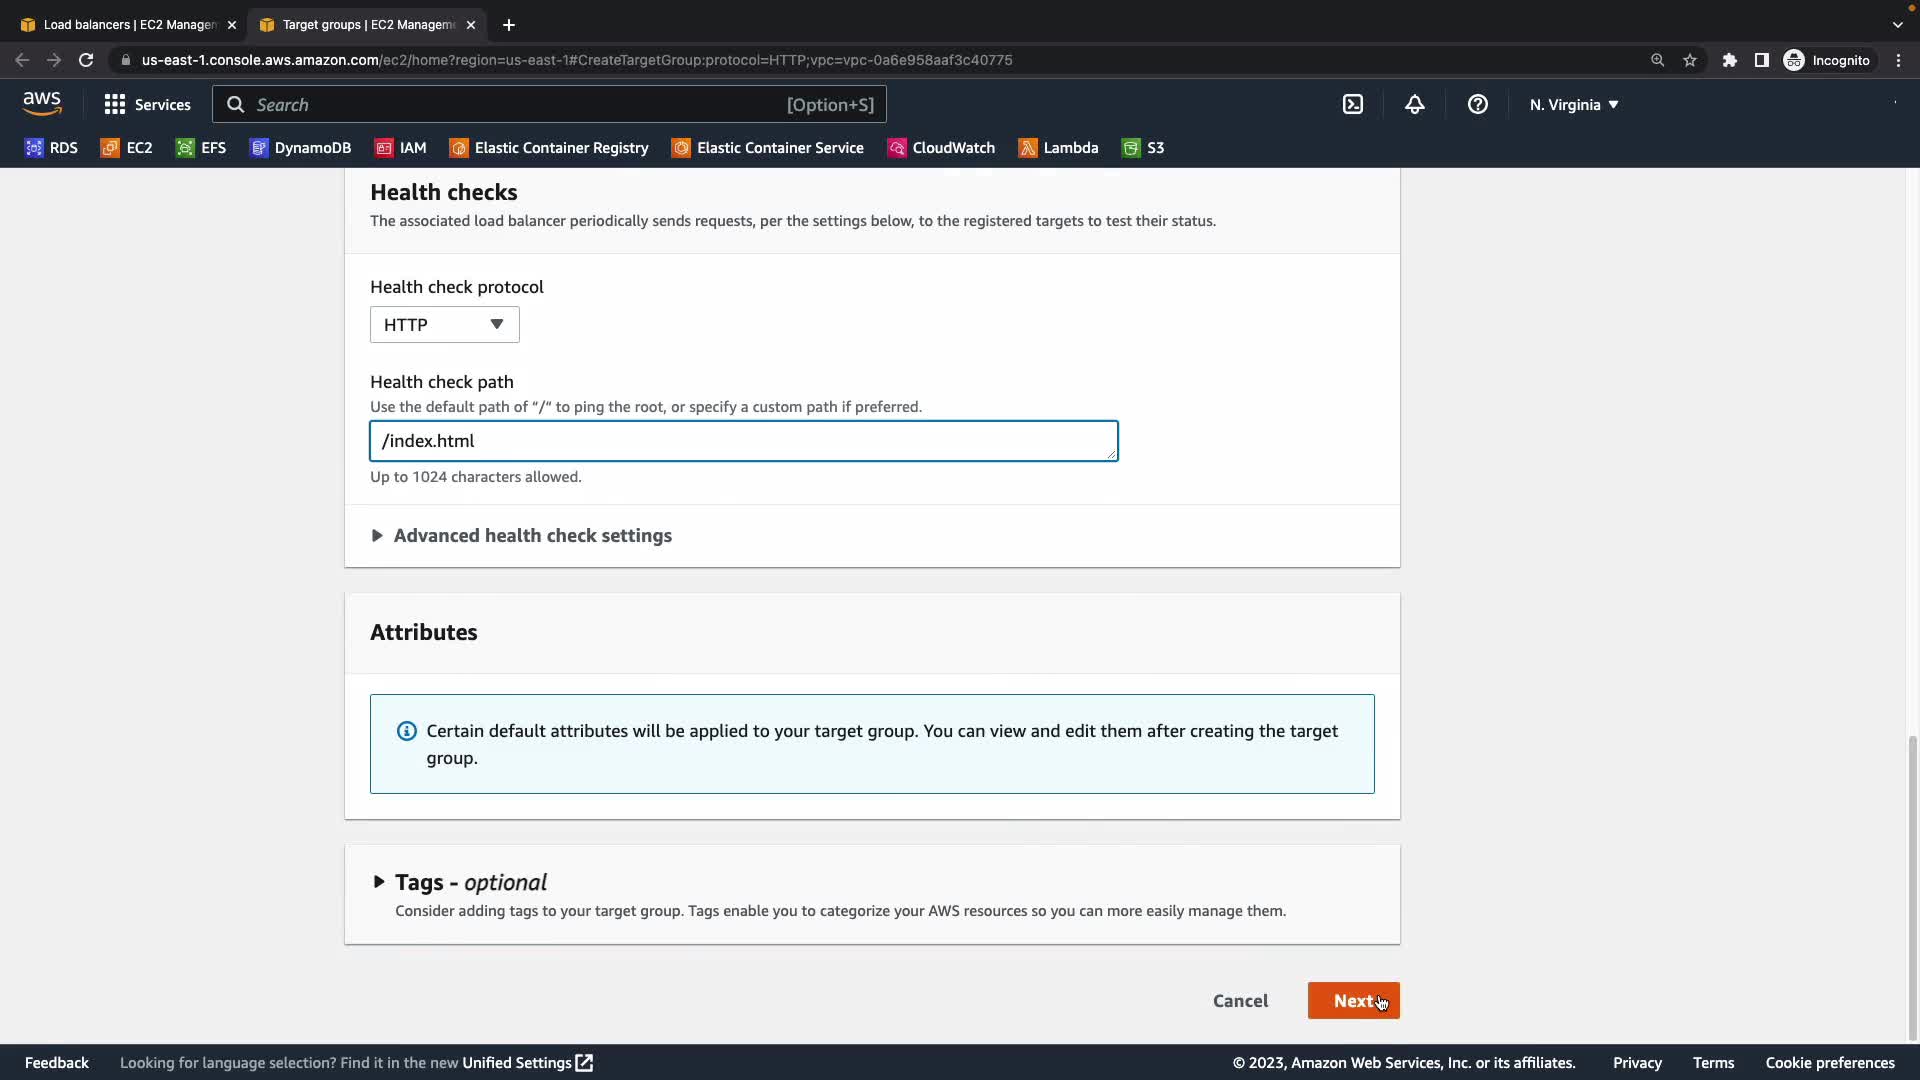 Load balancers | EC2 Managem
Target groups | EC2 Managem
us-east-1.console.aws.amazon.com/ec2/home?region=us-east-1#CreateTargetGroup:protocol=HTTP;vpc=vpc-0a6e958aaf3c40775
Incognito
aws
Services
Search
[Option+S]
N. Virginia
RDS
EC2
EFS
DynamoDB
IAM
Elastic Container Registry
Elastic Container Service
CloudWatch
Lambda
S3
Health checks
The associated load balancer periodically sends requests, per the settings below, to the registered targets to test their status.
Health check protocol
HTTP
Health check path
Use the default path of "/" to ping the root, or specify a custom path if preferred.
/index.html
Up to 1024 characters allowed.
Advanced health check settings
Attributes
Certain default attributes will be applied to your target group. You can view and edit them after creating the target
group.
Tags - optional
Consider adding tags to your target group. Tags enable you to categorize your AWS resources so you can more easily manage them.
Cancel
Next
Feedback
Looking for language selection? Find it in the new Unified Settings
© 2023, Amazon Web Services, Inc. or its affiliates.
Privacy
Terms
Cookie preferences